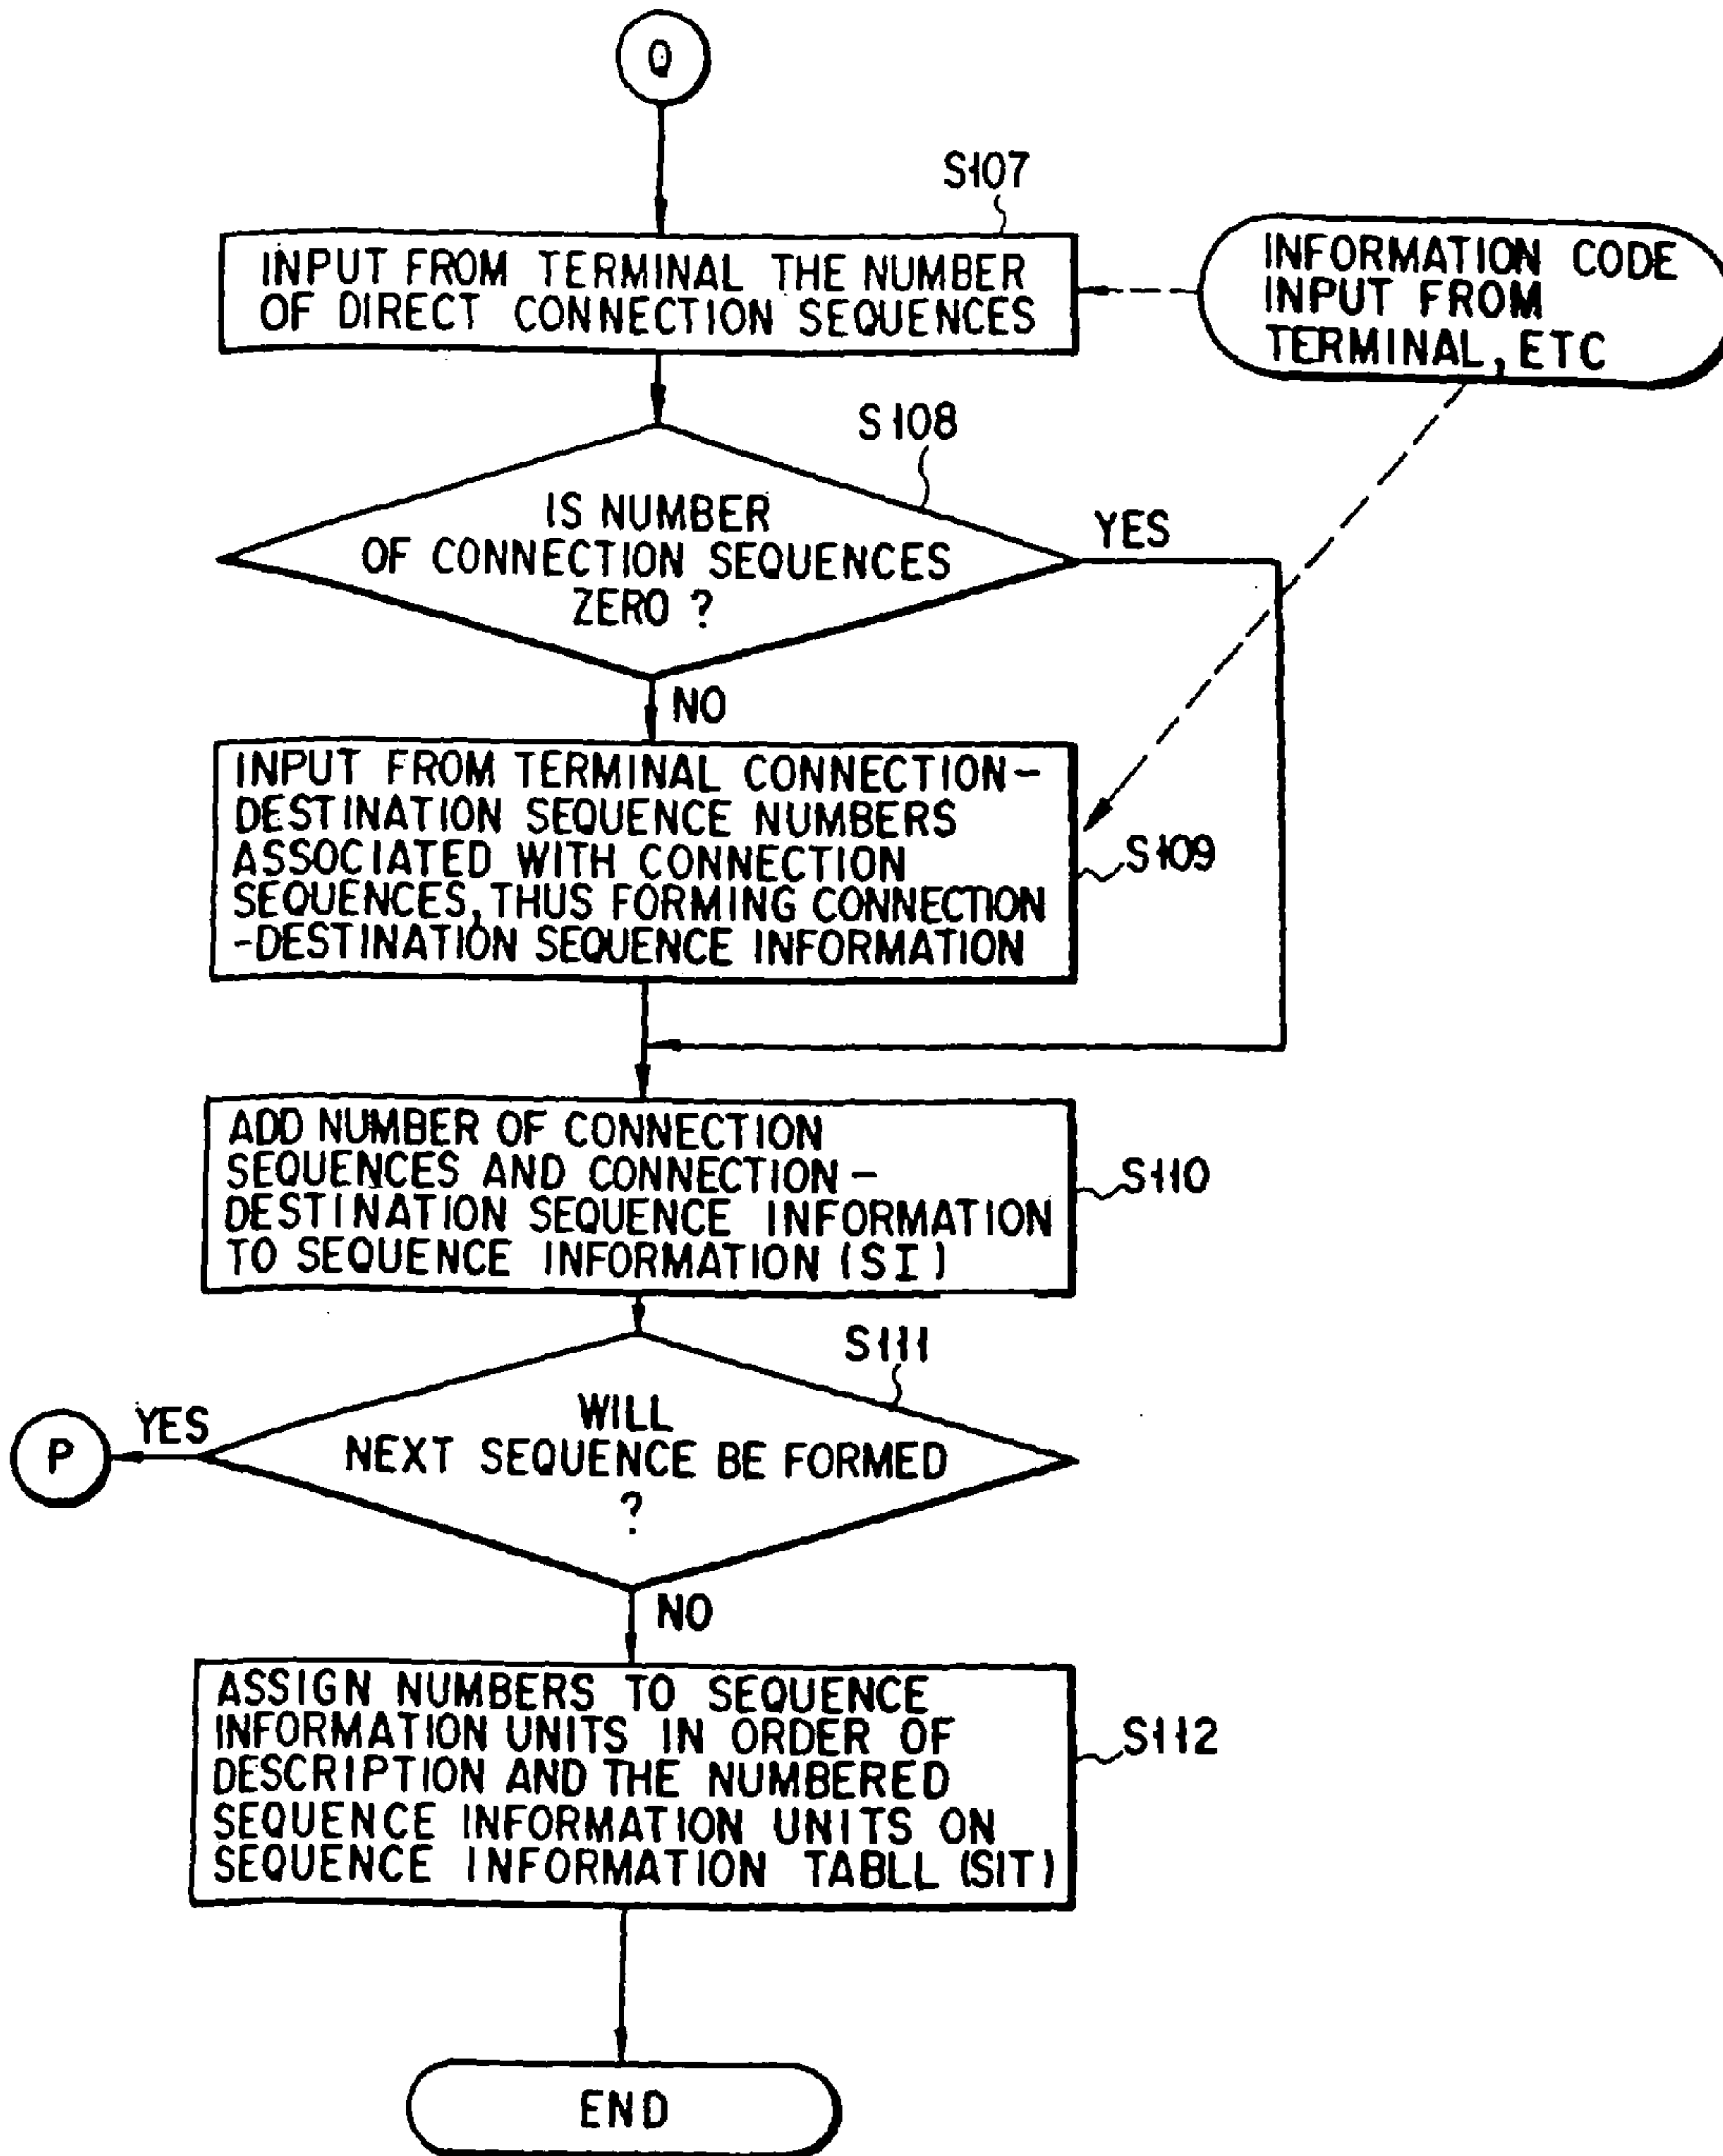 Q
S107
INPUT FROM TERMINAL THE NUMBER
OF DIRECT CONNECTION SEQUENCES
INFORMATION CODE
INPUT FROM
TERMINAL, ETC
S108
IS NUMBER
OF CONNECTION SEQUENCES
ZERO ?
YES
NO
INPUT FROM TERMINAL CONNECTION-
DESTINATION SEQUENCE NUMBERS
ASSOCIATED WITH CONNECTION
SEQUENCES, THUS FORMING CONNECTION
-DESTINATION SEQUENCE INFORMATION
S109
ADD NUMBER OF CONNECTION
SEQUENCES AND CONNECTION-
DESTINATION SEQUENCE INFORMATION
TO SEQUENCE INFORMATION (SI)
S110
S111
WILL
NEXT SEQUENCE BE FORMED
?
YES
P
NO
ASSIGN NUMBERS TO SEQUENCE
INFORMATION UNITS IN ORDER OF
DESCRIPTION AND THE NUMBERED
SEQUENCE INFORMATION UNITS ON
SEQUENCE INFORMATION TABLL (SIT)
S112
END